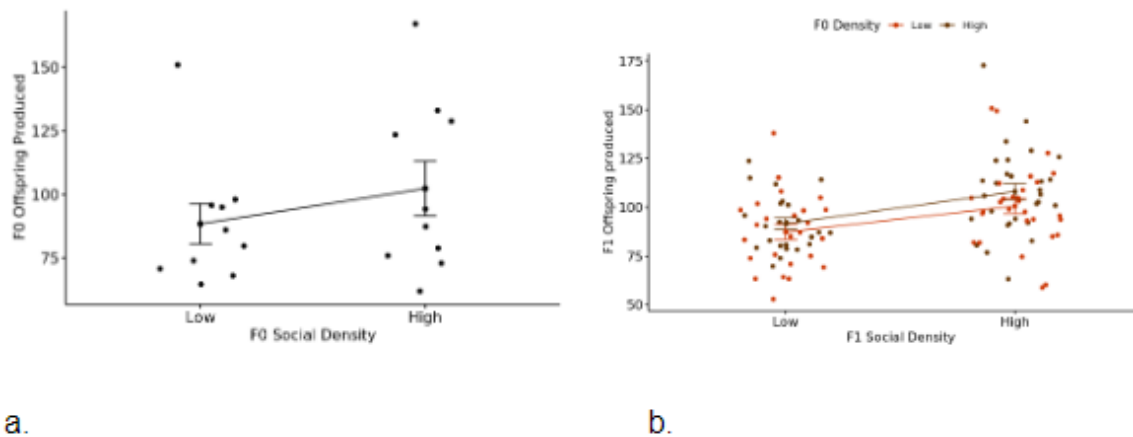 F0 Offspring Produced
150
125
100
75
Low
High
F0 Social Density
a.
F0 Density Low High
F1 Offspring produced
175
150
125
100
75
50
Low
High
F1 Social Density
b.